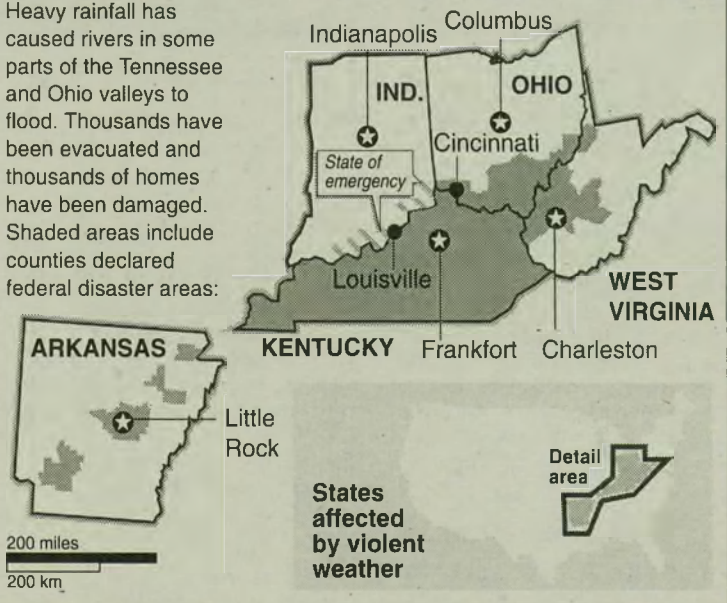 Heavy rainfall has
caused rivers in some
parts of the Tennessee
and Ohio valleys to
flood. Thousands have
been evacuated and
thousands of homes
have been damaged.
Shaded areas include
counties declared
federal disaster areas:
Indianapolis
Columbus
IND.
OHIO
Cincinnati
State of
emergency
Louisville
WEST
VIRGINIA
KENTUCKY
Frankfort
Charleston
ARKANSAS
Little
Rock
200 miles
200 km
Detail
area
States
affected
by violent
weather